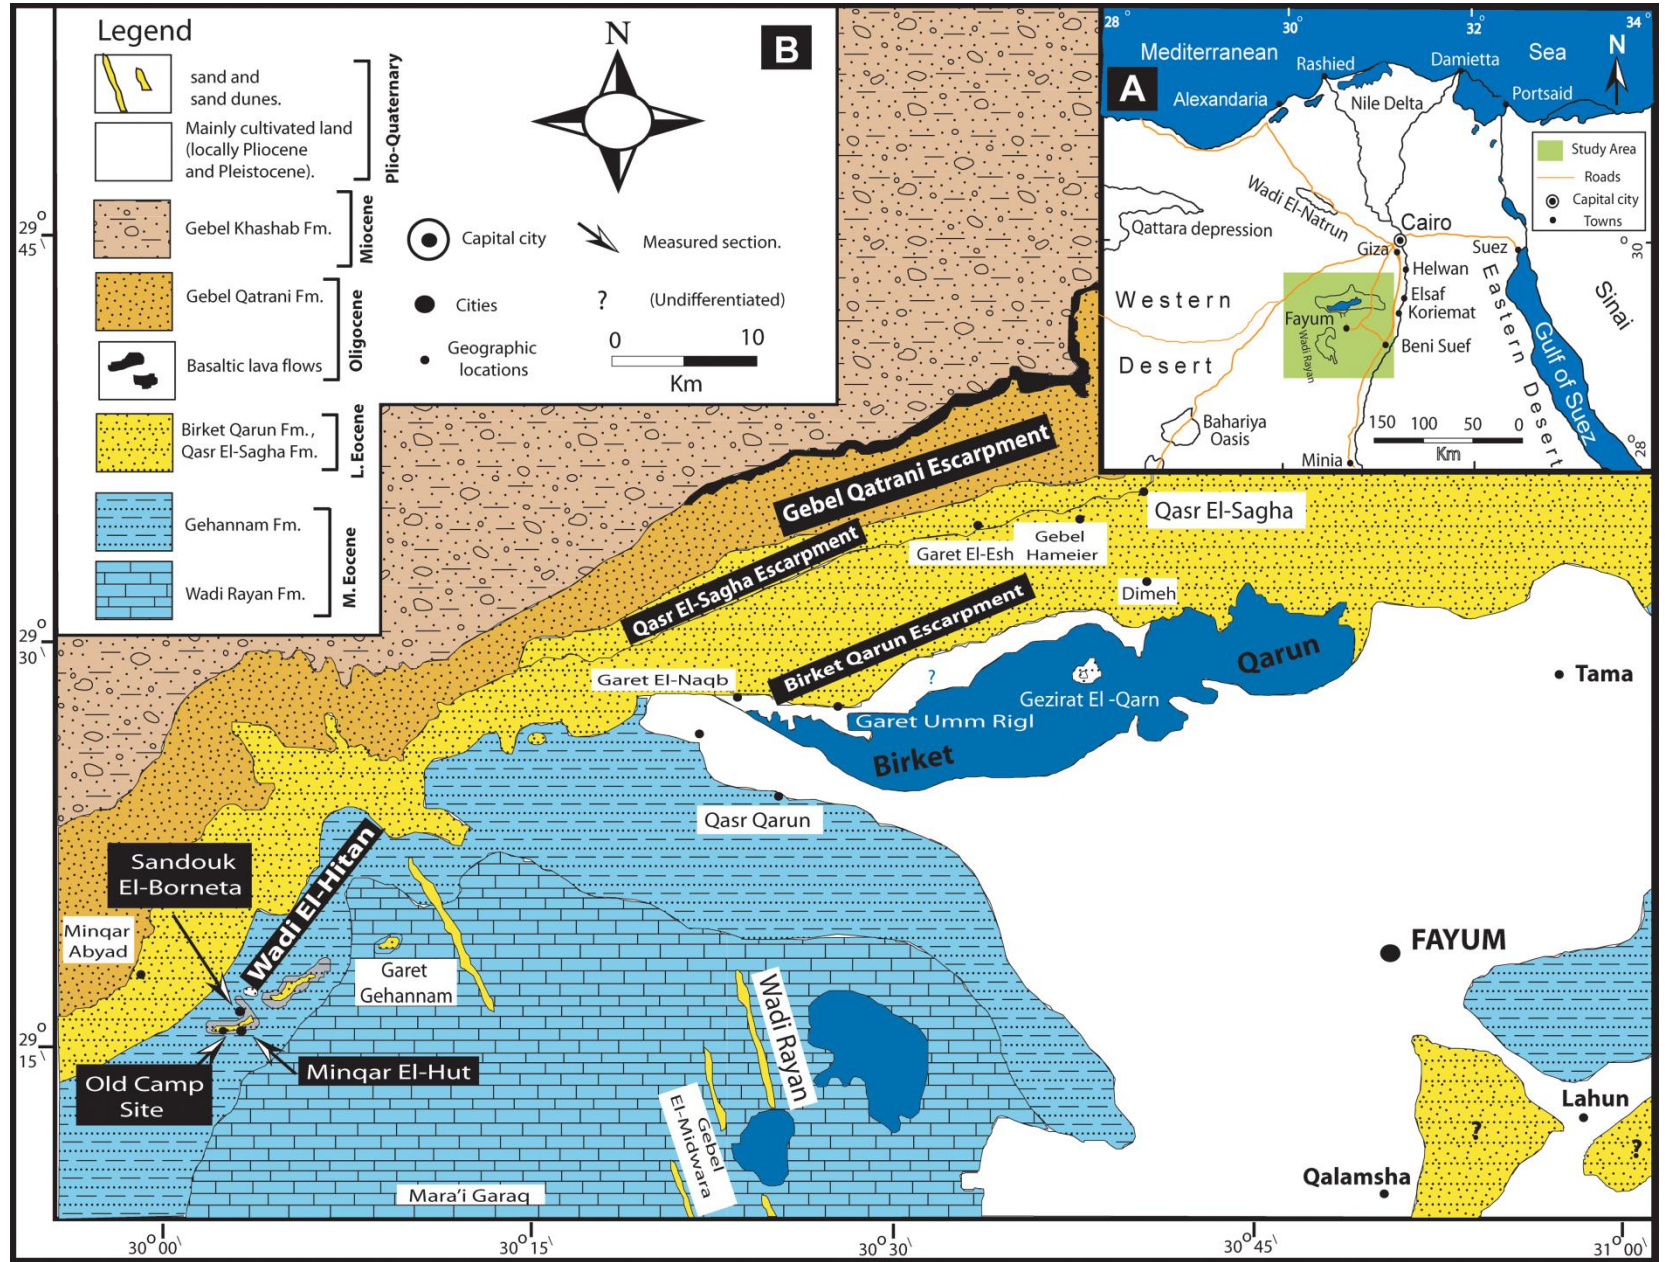 Legend
sand and
sand dunes.
Mainly cultivated land
(locally Pliocene
and Pleistocene).
Plio-Quaternary
Gebel Khashab Fm.
Miocene
Gebel Qatrani Fm.
Basaltic lava flows
Oligocene
Birket Qarun Fm.,
Qasr El-Sagha Fm.
L. Eocene
Gehannam Fm.
Wadi Rayan Fm.
M. Eocene
N
B
Capital city
Measured section.
Cities
? (Undifferentiated)
Geographic
locations
0 10
Km
A
28° 30° 32° 34°
Mediterranean Sea
N
Rashied
Damietta
Alexandaria
Nile Delta
Portsaid
Study Area
Roads
Capital city
Towns
Wadi El-Natrun
Qattara depression
Cairo
Giza
Suez
30°
Helwan
Elsaf
Koriemat
Western
Desert
Fayum
Wadi Rayan
Beni Suef
Eastern Desert
Gulf of Suez
Sinai
Bahariya
Oasis
150 100 50 0
Km
Minia
28°
29°
45\
29°
30\
29°
15\
Gebel Qatrani Escarpment
Qasr El-Sagha Escarpment
Birket Qarun Escarpment
Qasr El-Sagha
Garet El-Esh
Gebel
Hameier
Dimeh
Garet El-Naqb
?
Qarun
Gezirat El -Qarn
Garet Umm Rigl
Birket
Tama
Qasr Qarun
Wadi El-Hitan
Sandouk
El-Borneta
Minqar
Abyad
Garet
Gehannam
FAYUM
Wadi Rayan
Minqar El-Hut
Old Camp
Site
Gebel
El-Midwara
Mara'i Garaq
Lahun
?
?
Qalamsha
30° 00\ 30° 15\ 30° 30\ 30° 45\ 31° 00\